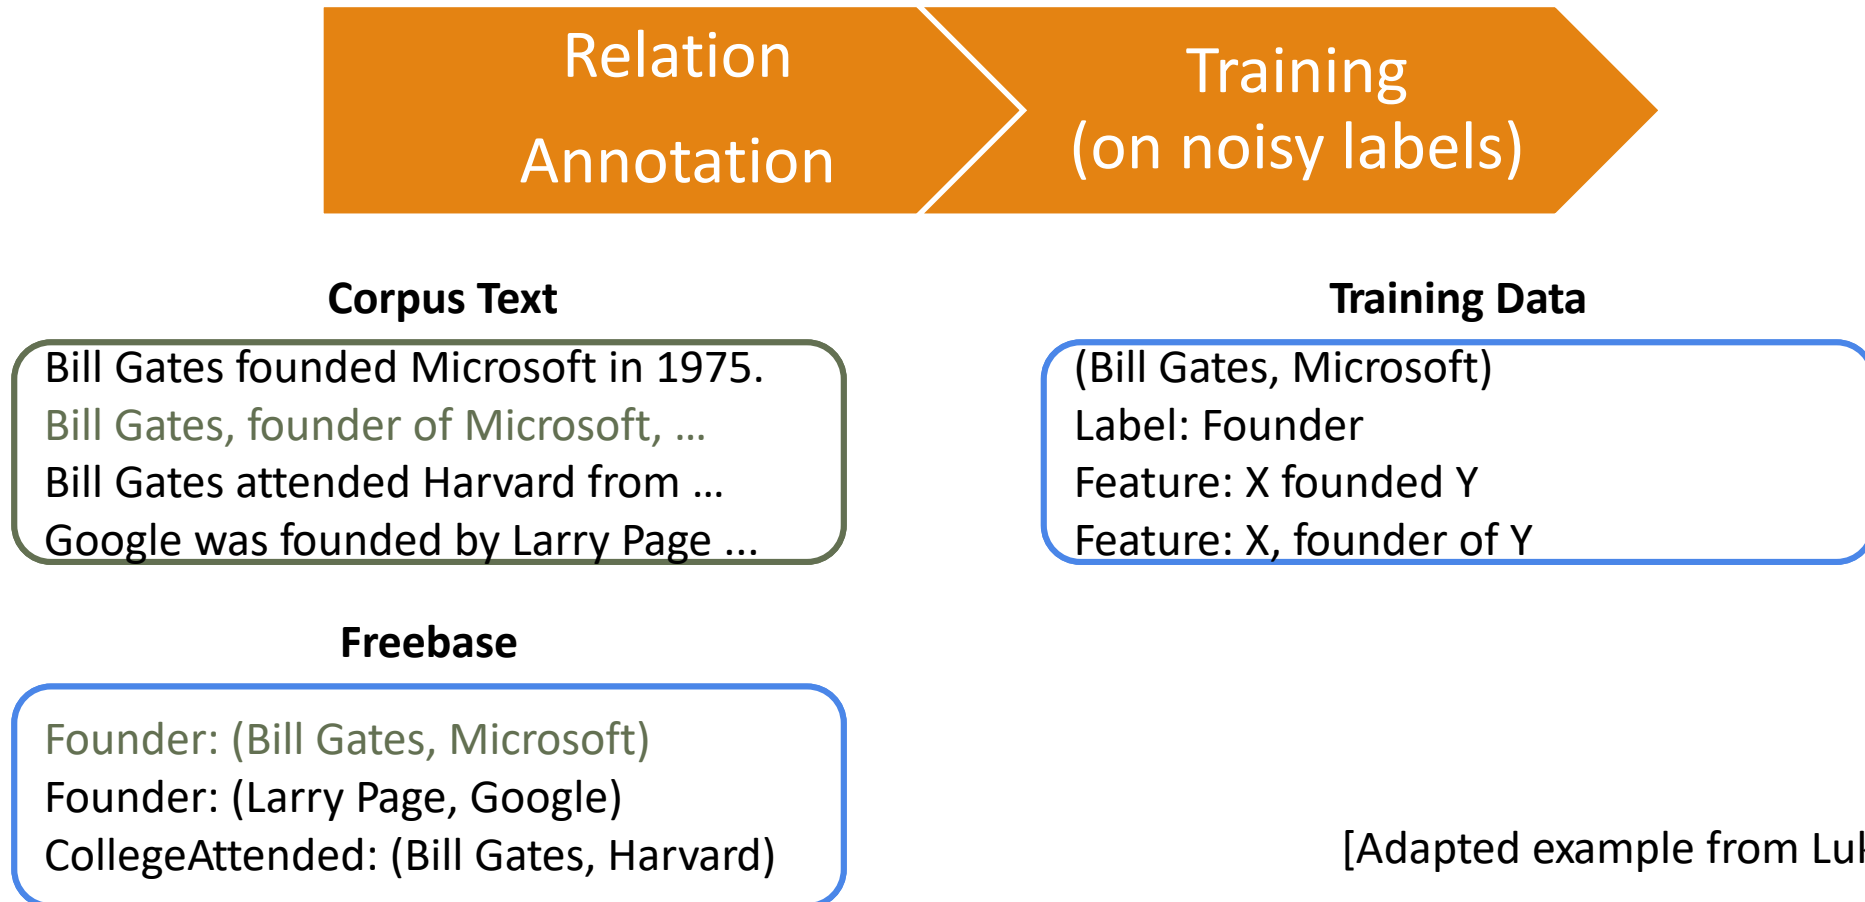 Relation
Annotation
Training
(on noisy labels)
Corpus Text
Bill Gates founded Microsoft in 1975.
Bill Gates, founder of Microsoft, …
Bill Gates attended Harvard from …
Google was founded by Larry Page ...
Freebase
Founder: (Bill Gates, Microsoft)
Founder: (Larry Page, Google)
CollegeAttended: (Bill Gates, Harvard)
Training Data
(Bill Gates, Microsoft)
Label: Founder
Feature: X founded Y
Feature: X, founder of Y
[Adapted example from